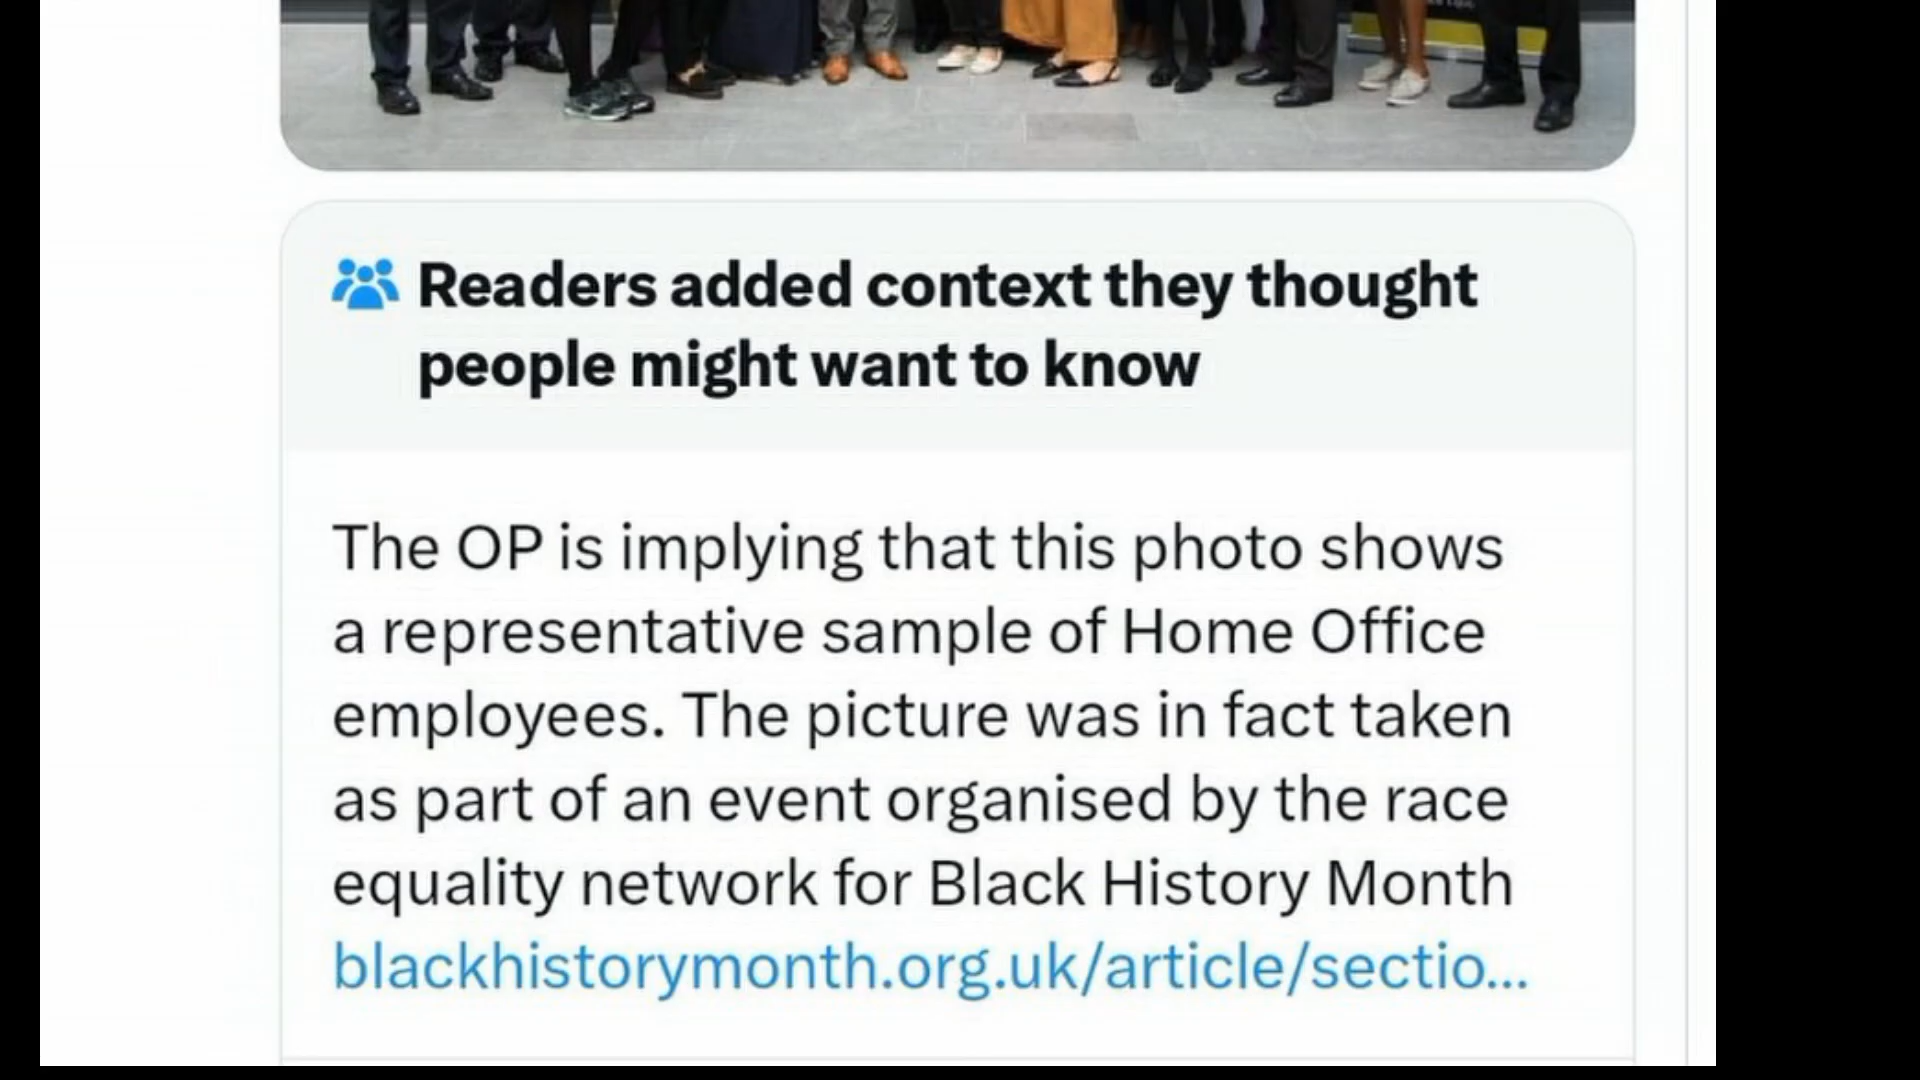 Readers added context they thought
people might want to know
The OP is implying that this photo shows
a representative sample of Home Office
employees. The picture was in fact taken
as part of an event organised by the race
equality network for Black History Month
blackhistorymonth.org.uk/article/sectio...